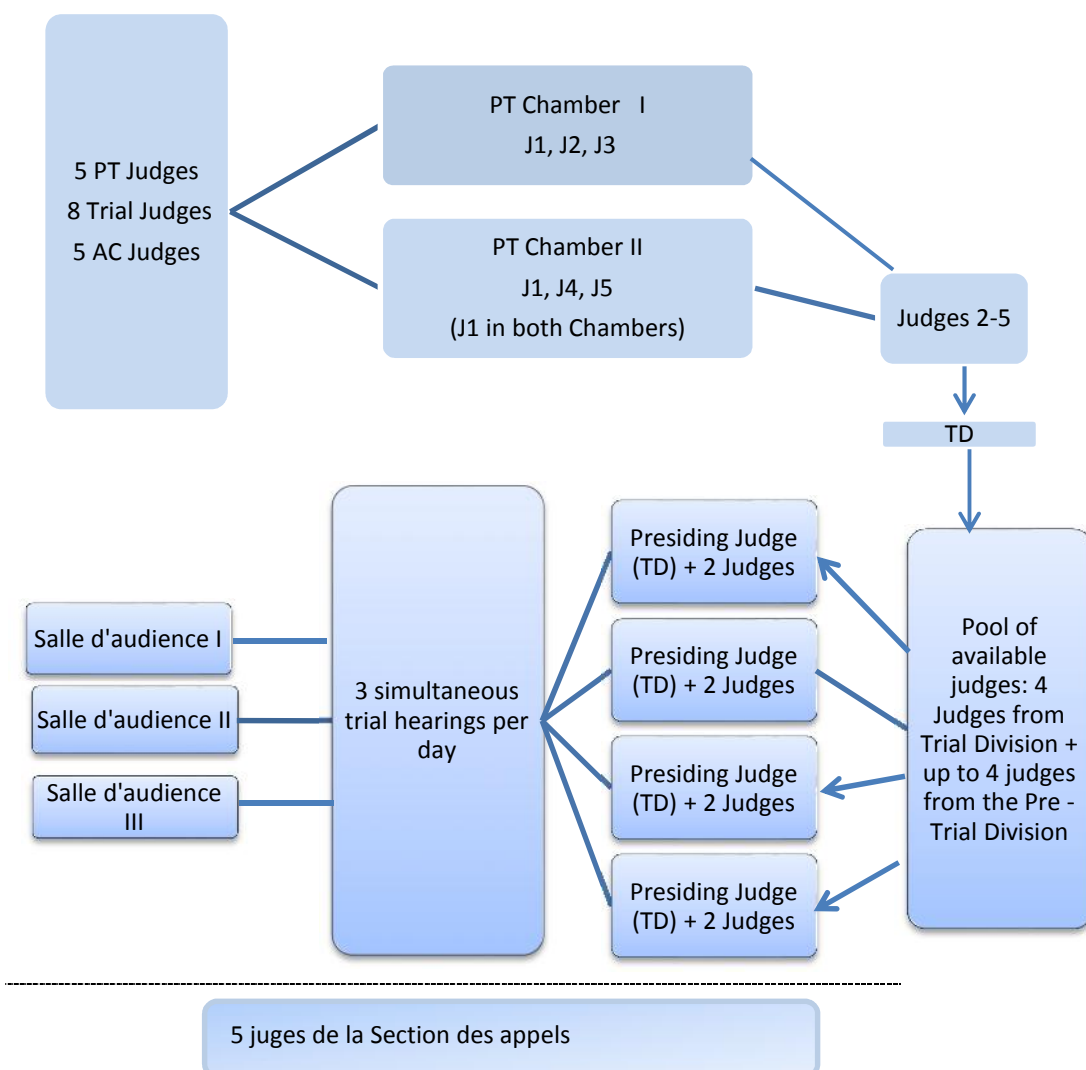 5 PT Judges
8 Trial Judges
5 AC Judges
PT Chamber I
J1, J2, J3
PT Chamber II
J1, J4, J5
(J1 in both Chambers)
Judges 2-5
TD
Salle d'audience I
Salle d'audience II
Salle d'audience
III
3 simultaneous
trial hearings per
day
Presiding Judge
(TD) + 2 Judges
Presiding Judge
(TD) + 2 Judges
Presiding Judge
(TD) + 2 Judges
Presiding Judge
(TD) + 2 Judges
Pool of
available
judges: 4
Judges from
Trial Division +
up to 4 judges
from the Pre -
Trial Division
5 juges de la Section des appels